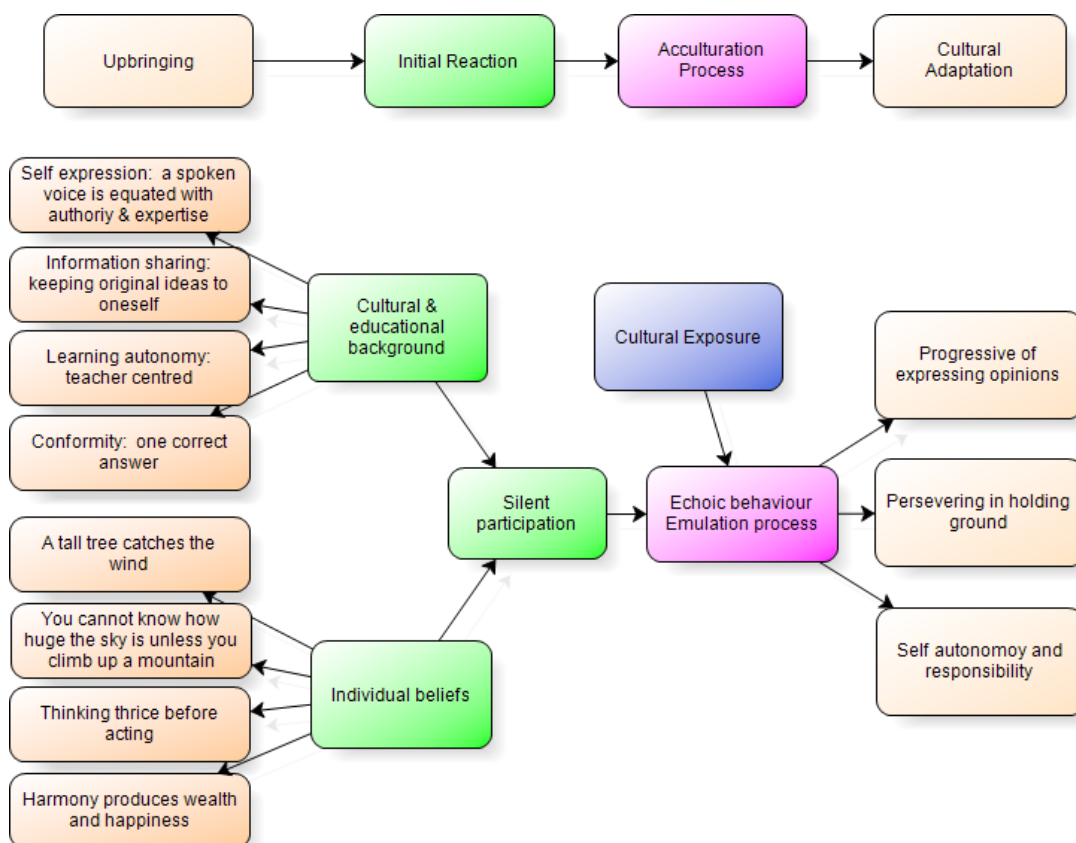 Upbringing
Initial Reaction
Acculturation
Process
Cultural
Adaptation
Self expression: a spoken
voice is equated with
authoriy & expertise
Information sharing:
keeping original ideas to
oneself
Learning autonomy:
teacher centred
Conformity: one correct
answer
Cultural &
educational
background
Cultural Exposure
Progressive of
expressing opinions
Silent
participation
Echoic behaviour
Emulation process
Persevering in holding
ground
A tall tree catches the
wind
You cannot know how
huge the sky is unless you
climb up a mountain
Thinking thrice before
acting
Harmony produces wealth
and happiness
Individual beliefs
Self autonomoy and
responsibility